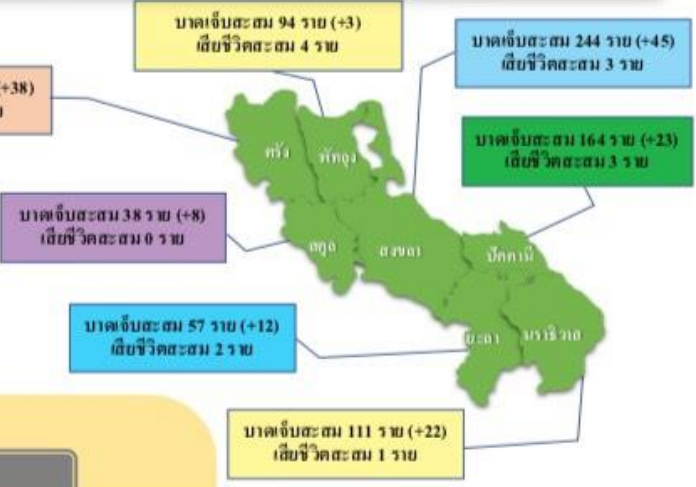 บาดเจ็บสะสม 94 ราย (+3)
เสียชีวิตสะสม 4 ราย
บาดเจ็บสะสม 244 ราย (+45)
เสียชีวิตสะสม 3 ราย
(+38)
บาดเจ็บสะสม 164 ราย (+23)
เสียชีวิตสะสม 3 ราย
ตรัง
พัทลุง
บาดเจ็บสะสม 38 ราย (+8)
เสียชีวิตสะสม 0 ราย
สตูล
สงขลา
ปัตตานี
บาดเจ็บสะสม 57 ราย (+12)
เสียชีวิตสะสม 2 ราย
ยะลา
นราธิวาส
บาดเจ็บสะสม 111 ราย (+22)
เสียชีวิตสะสม 1 ราย